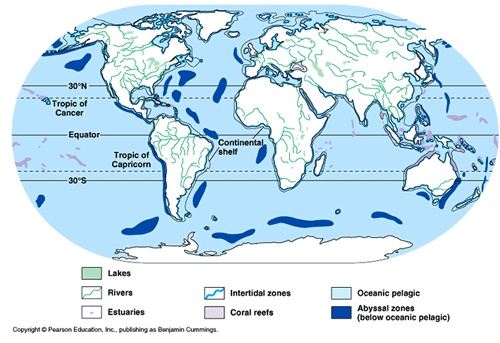 30°N
Tropic of
Cancer
Equator
Continental
shelf
Tropic of
Capricorn
30°S
Lakes
Rivers
Intertidal zones
Oceanic pelagic
Estuaries
Coral reefs
Abyssal zones
(below oceanic pelagic)
Copyright © Pearson Education, Inc., publishing as Benjamin Cummings.